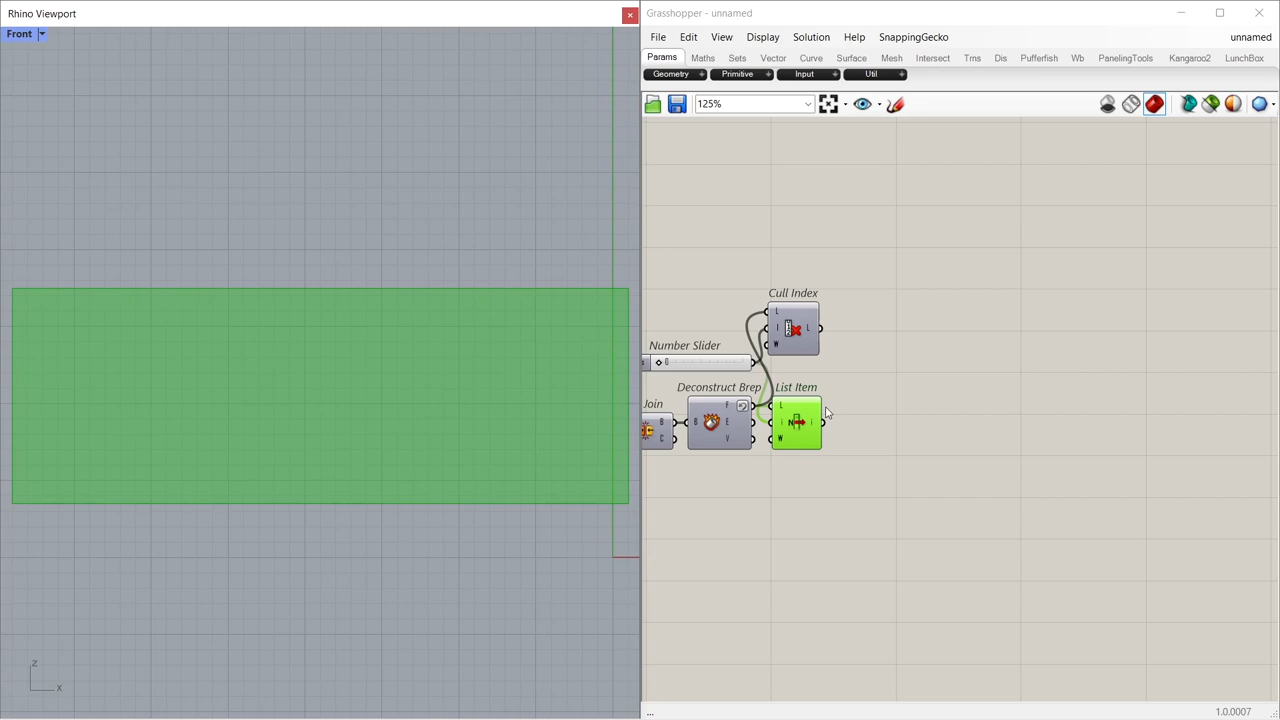 Rhino Viewport
Grasshopper - unnamed
Front
File Edit View Display Solution Help SnappingGecko unnamed
Params Maths Sets Vector Curve Surface Mesh Intersect Trns Dis Pufferfish Wb PanelingTools Kangaroo2 LunchBox
Geometry Primitive Input Util
125%
Cull Index
L
I L
W
Number Slider
0
Deconstruct Brep List Item
Join
F L
B B E i N i
C V W
z
x
... 1.0.0007